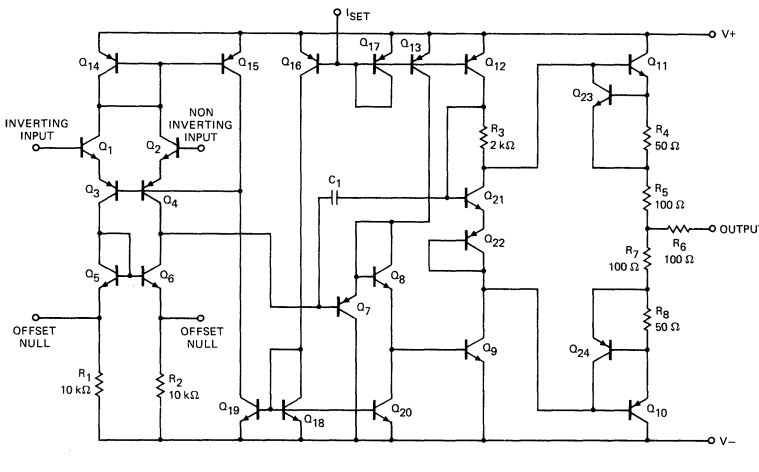 I SET
V+
Q14
Q15
Q16
Q17
Q13
Q12
Q11
Q23
NON
INVERTING
INPUT
INVERTING
INPUT
Q1
Q2
R3
2 kΩ
R4
50 Ω
Q3
Q4
C1
Q21
R5
100 Ω
Q22
OUTPUT
R7
100 Ω
R6
100 Ω
Q5
Q6
Q8
Q7
OFFSET
NULL
OFFSET
NULL
R8
50 Ω
Q9
Q24
R1
10 kΩ
R2
10 kΩ
Q19
Q18
Q20
Q10
V−